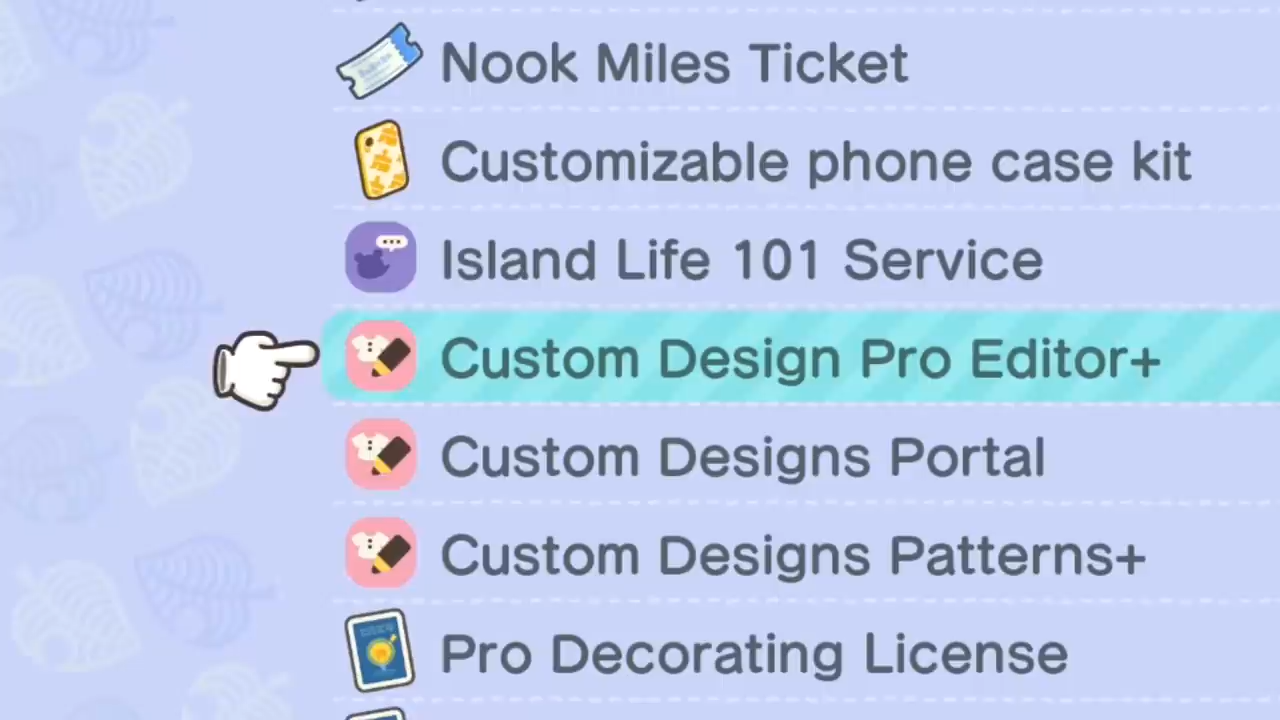 Nook Miles Ticket
Customizable phone case kit
Island Life 101 Service
Custom Design Pro Editor+
Custom Designs Portal
Custom Designs Patterns+
Pro Decorating License